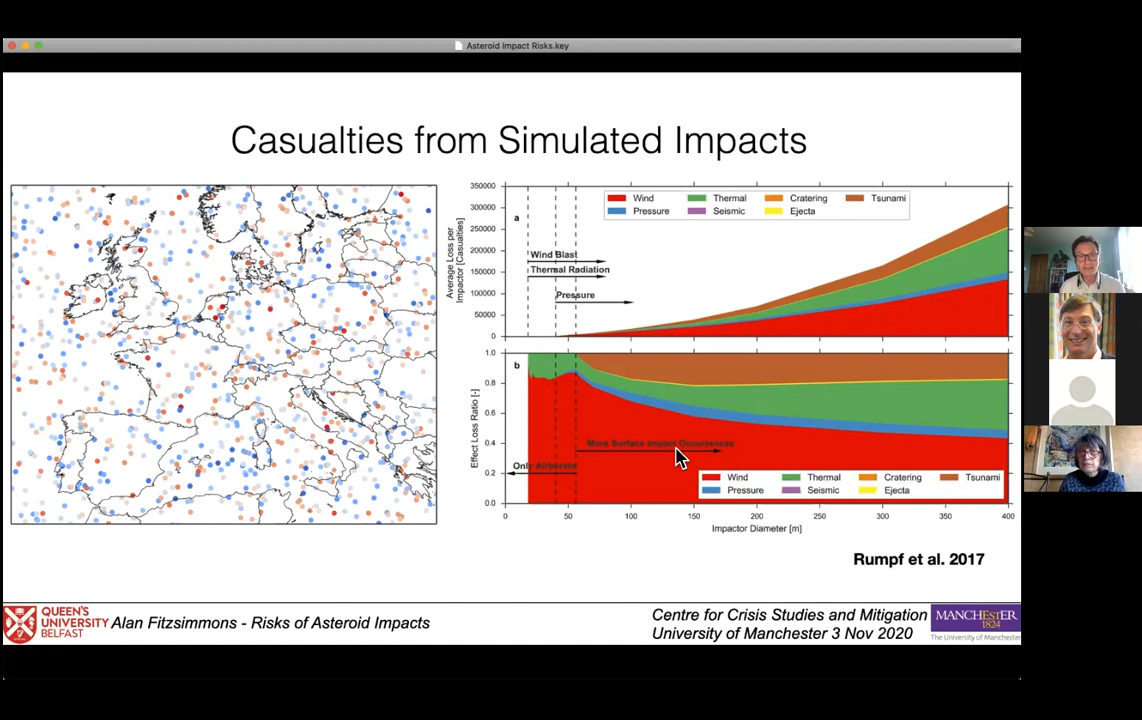 Asteroid Impact Risks.key
Casualties from Simulated Impacts
350000
300000
250000
200000
150000
100000
50000
0
Average Loss per
Impactor [Casualties]
a
Wind
Thermal
Cratering
Tsunami
Pressure
Seismic
Ejecta
Wind Blast
Thermal Radiation
Pressure
1.0
0.8
0.6
0.4
0.2
0.0
Effect Loss Ratio [-]
b
More Surface Impact Occurrences
Only Airbursts
Wind
Thermal
Cratering
Tsunami
Pressure
Seismic
Ejecta
0
50
100
150
200
250
300
350
400
Impactor Diameter [m]
Rumpf et al. 2017
QUEEN'S
UNIVERSITY
BELFAST
Alan Fitzsimmons - Risks of Asteroid Impacts
Centre for Crisis Studies and Mitigation
University of Manchester 3 Nov 2020
MANCHESTER
1824
The University of Manchester